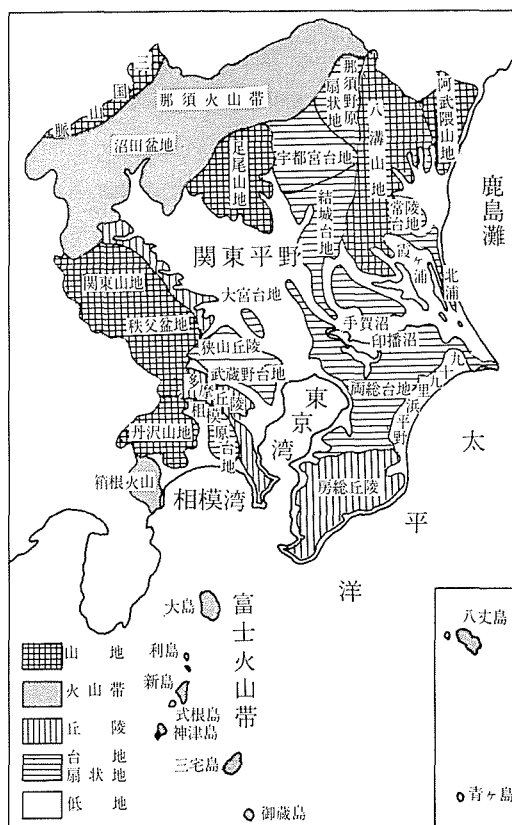 三国山脈
那須火山帯
沼田盆地
足尾山地
那須野原
扇状地
八溝山地
阿武隈山地
宇都宮台地
結城台地
常陸台地
鹿島灘
霞ヶ浦
北浦
関東平野
関東山地
大宮台地
秩父盆地
狭山丘陵
武蔵野台地
手賀沼
印旛沼
多摩丘陵
相模原台地
東京湾
両総台地
九十九里浜平野
丹沢山地
箱根火山
相模湾
房総丘陵
太平洋
富士火山帯
大島
利島
新島
式根島
神津島
三宅島
御蔵島
八丈島
青ヶ島
山地
火山帯
丘陵
台地
扇状地
低地